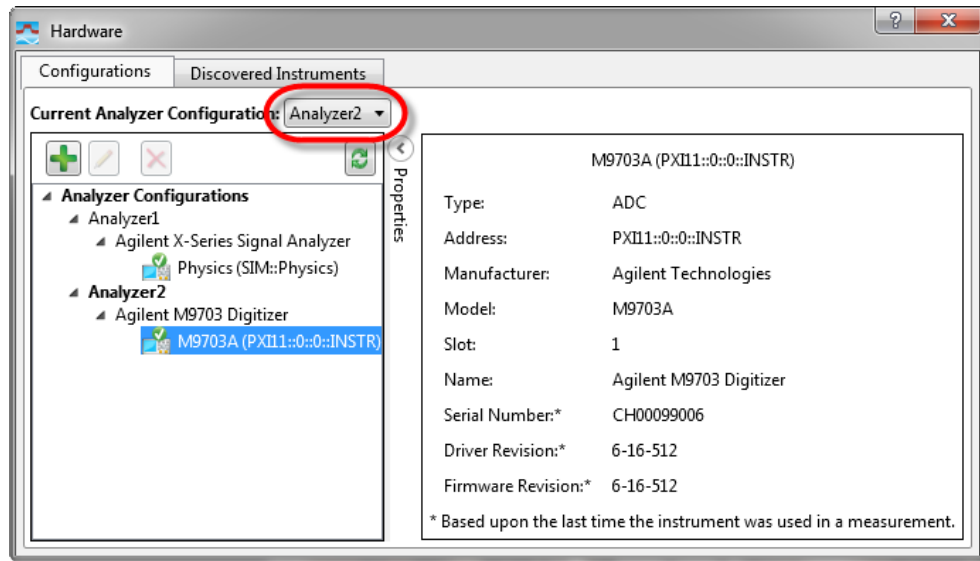 Hardware
? X
Configurations Discovered Instruments
Current Analyzer Configuration: Analyzer2
Properties
Analyzer Configurations
Analyzer1
Agilent X-Series Signal Analyzer
Physics (SIM::Physics)
Analyzer2
Agilent M9703 Digitizer
M9703A (PXI11::0::0::INSTR)
M9703A (PXI11::0::0::INSTR)
Type: ADC
Address: PXI11::0::0::INSTR
Manufacturer: Agilent Technologies
Model: M9703A
Slot: 1
Name: Agilent M9703 Digitizer
Serial Number:* CH00099006
Driver Revision:* 6-16-512
Firmware Revision:* 6-16-512
* Based upon the last time the instrument was used in a measurement.